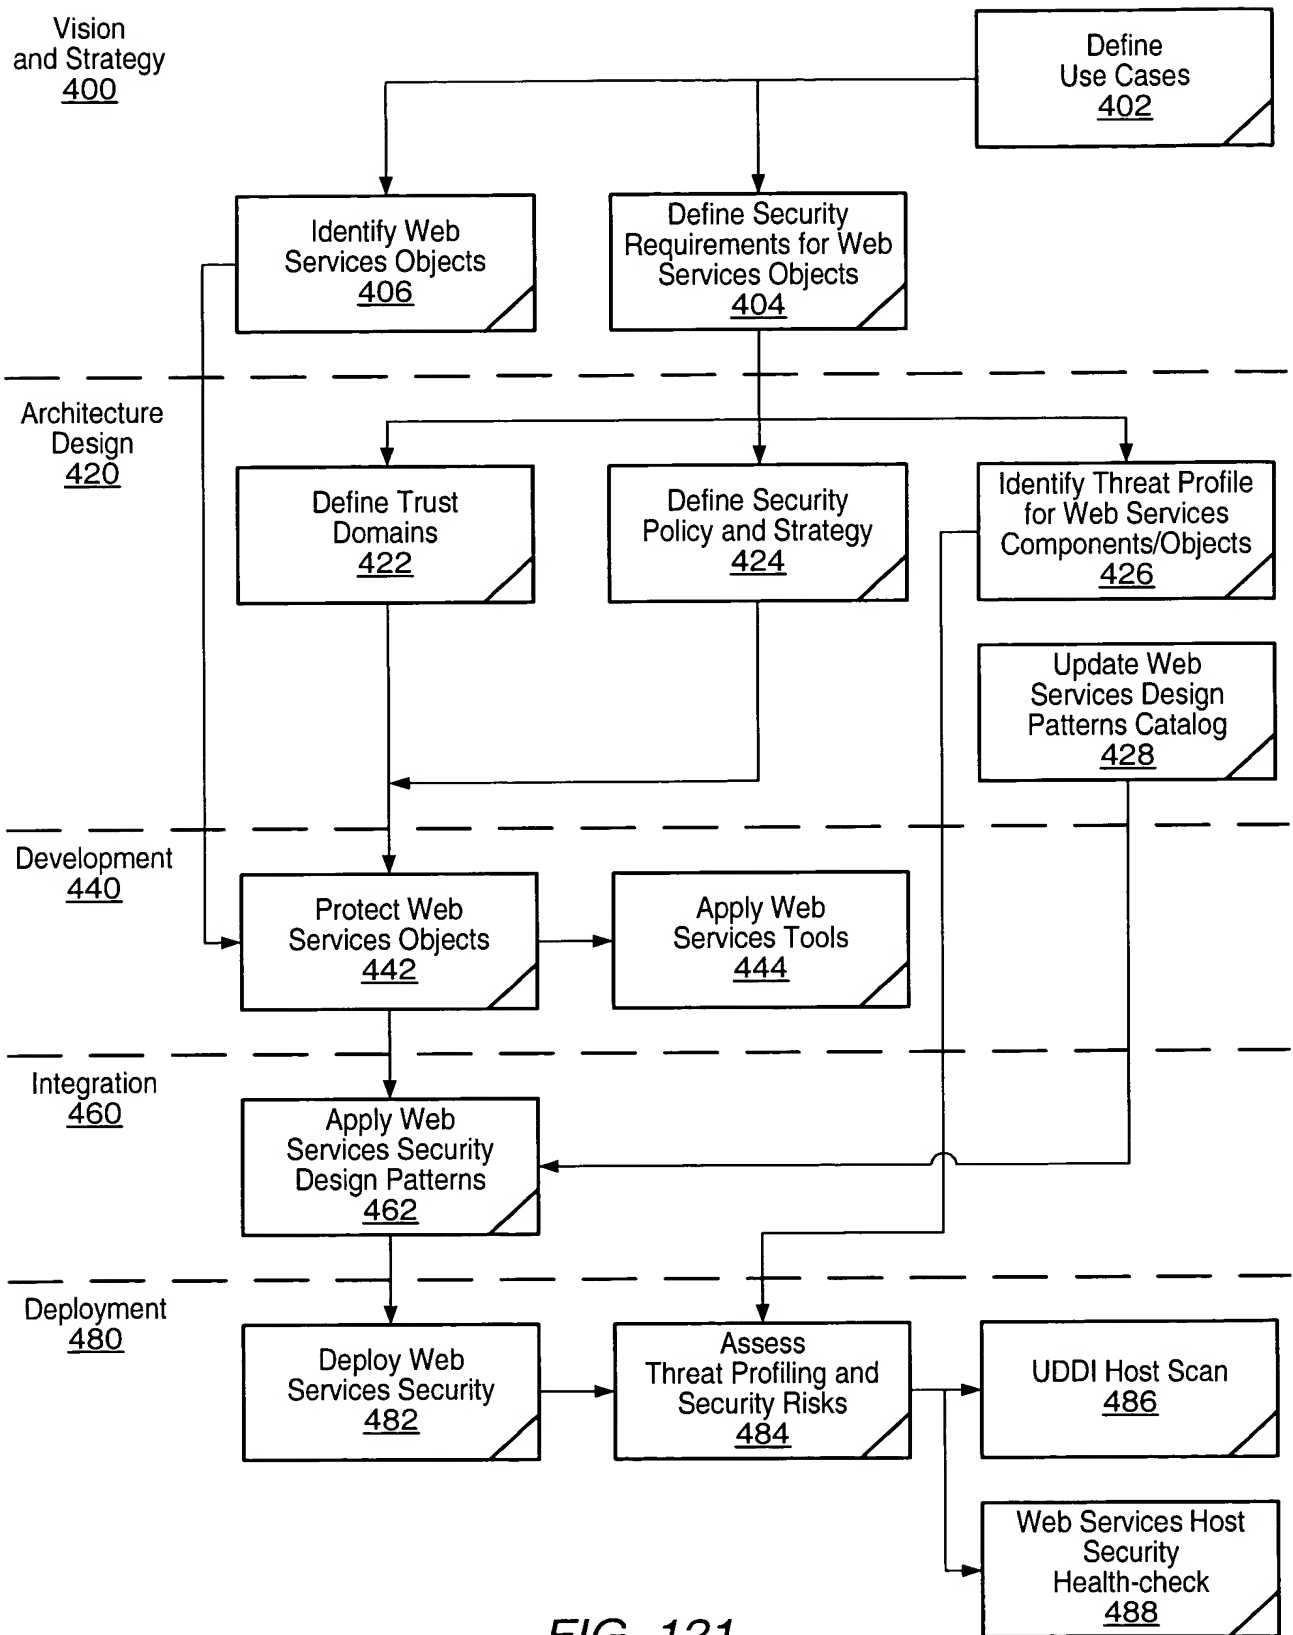 Vision
and Strategy
400
Define
Use Cases
402
Identify Web
Services Objects
406
Define Security
Requirements for Web
Services Objects
404
Architecture
Design
420
Define Trust
Domains
422
Define Security
Policy and Strategy
424
Identify Threat Profile
for Web Services
Components/Objects
426
Update Web
Services Design
Patterns Catalog
428
Development
440
Protect Web
Services Objects
442
Apply Web
Services Tools
444
Integration
460
Apply Web
Services Security
Design Patterns
462
Deployment
480
Deploy Web
Services Security
482
Assess
Threat Profiling and
Security Risks
484
UDDI Host Scan
486
Web Services Host
Security
Health-check
488
FIG. 121